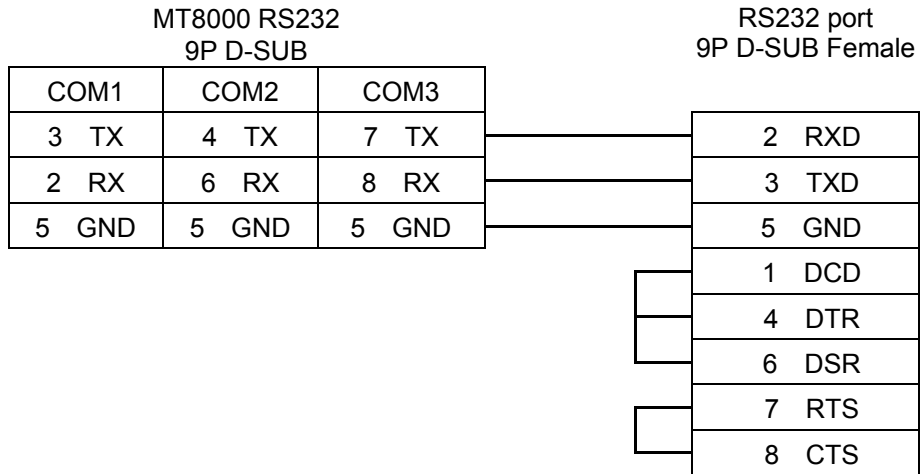 MT8000 RS232
9P D-SUB
RS232 port
9P D-SUB Female
COM1 COM2 COM3
3 TX 4 TX 7 TX 2 RXD
2 RX 6 RX 8 RX 3 TXD
5 GND 5 GND 5 GND 5 GND
1 DCD
4 DTR
6 DSR
7 RTS
8 CTS